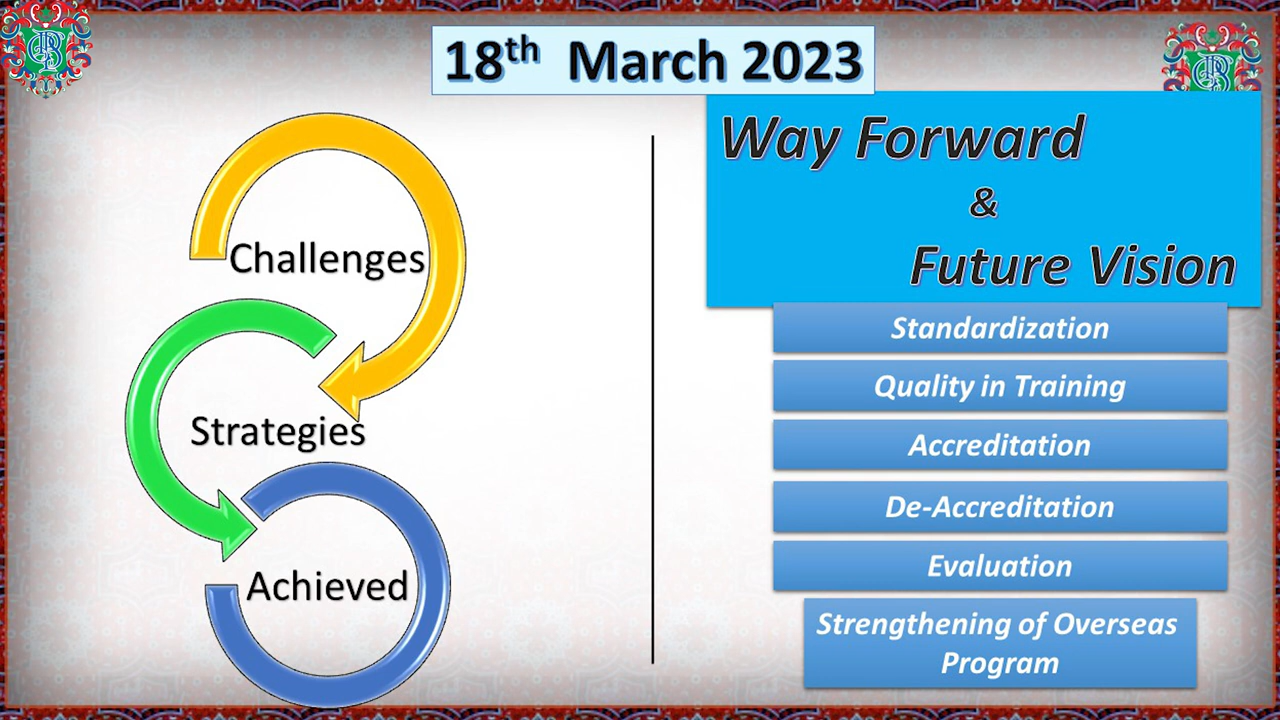 18th March 2023
Way Forward
&
Future Vision
Challenges
Strategies
Achieved
Standardization
Quality in Training
Accreditation
De-Accreditation
Evaluation
Strengthening of Overseas
Program